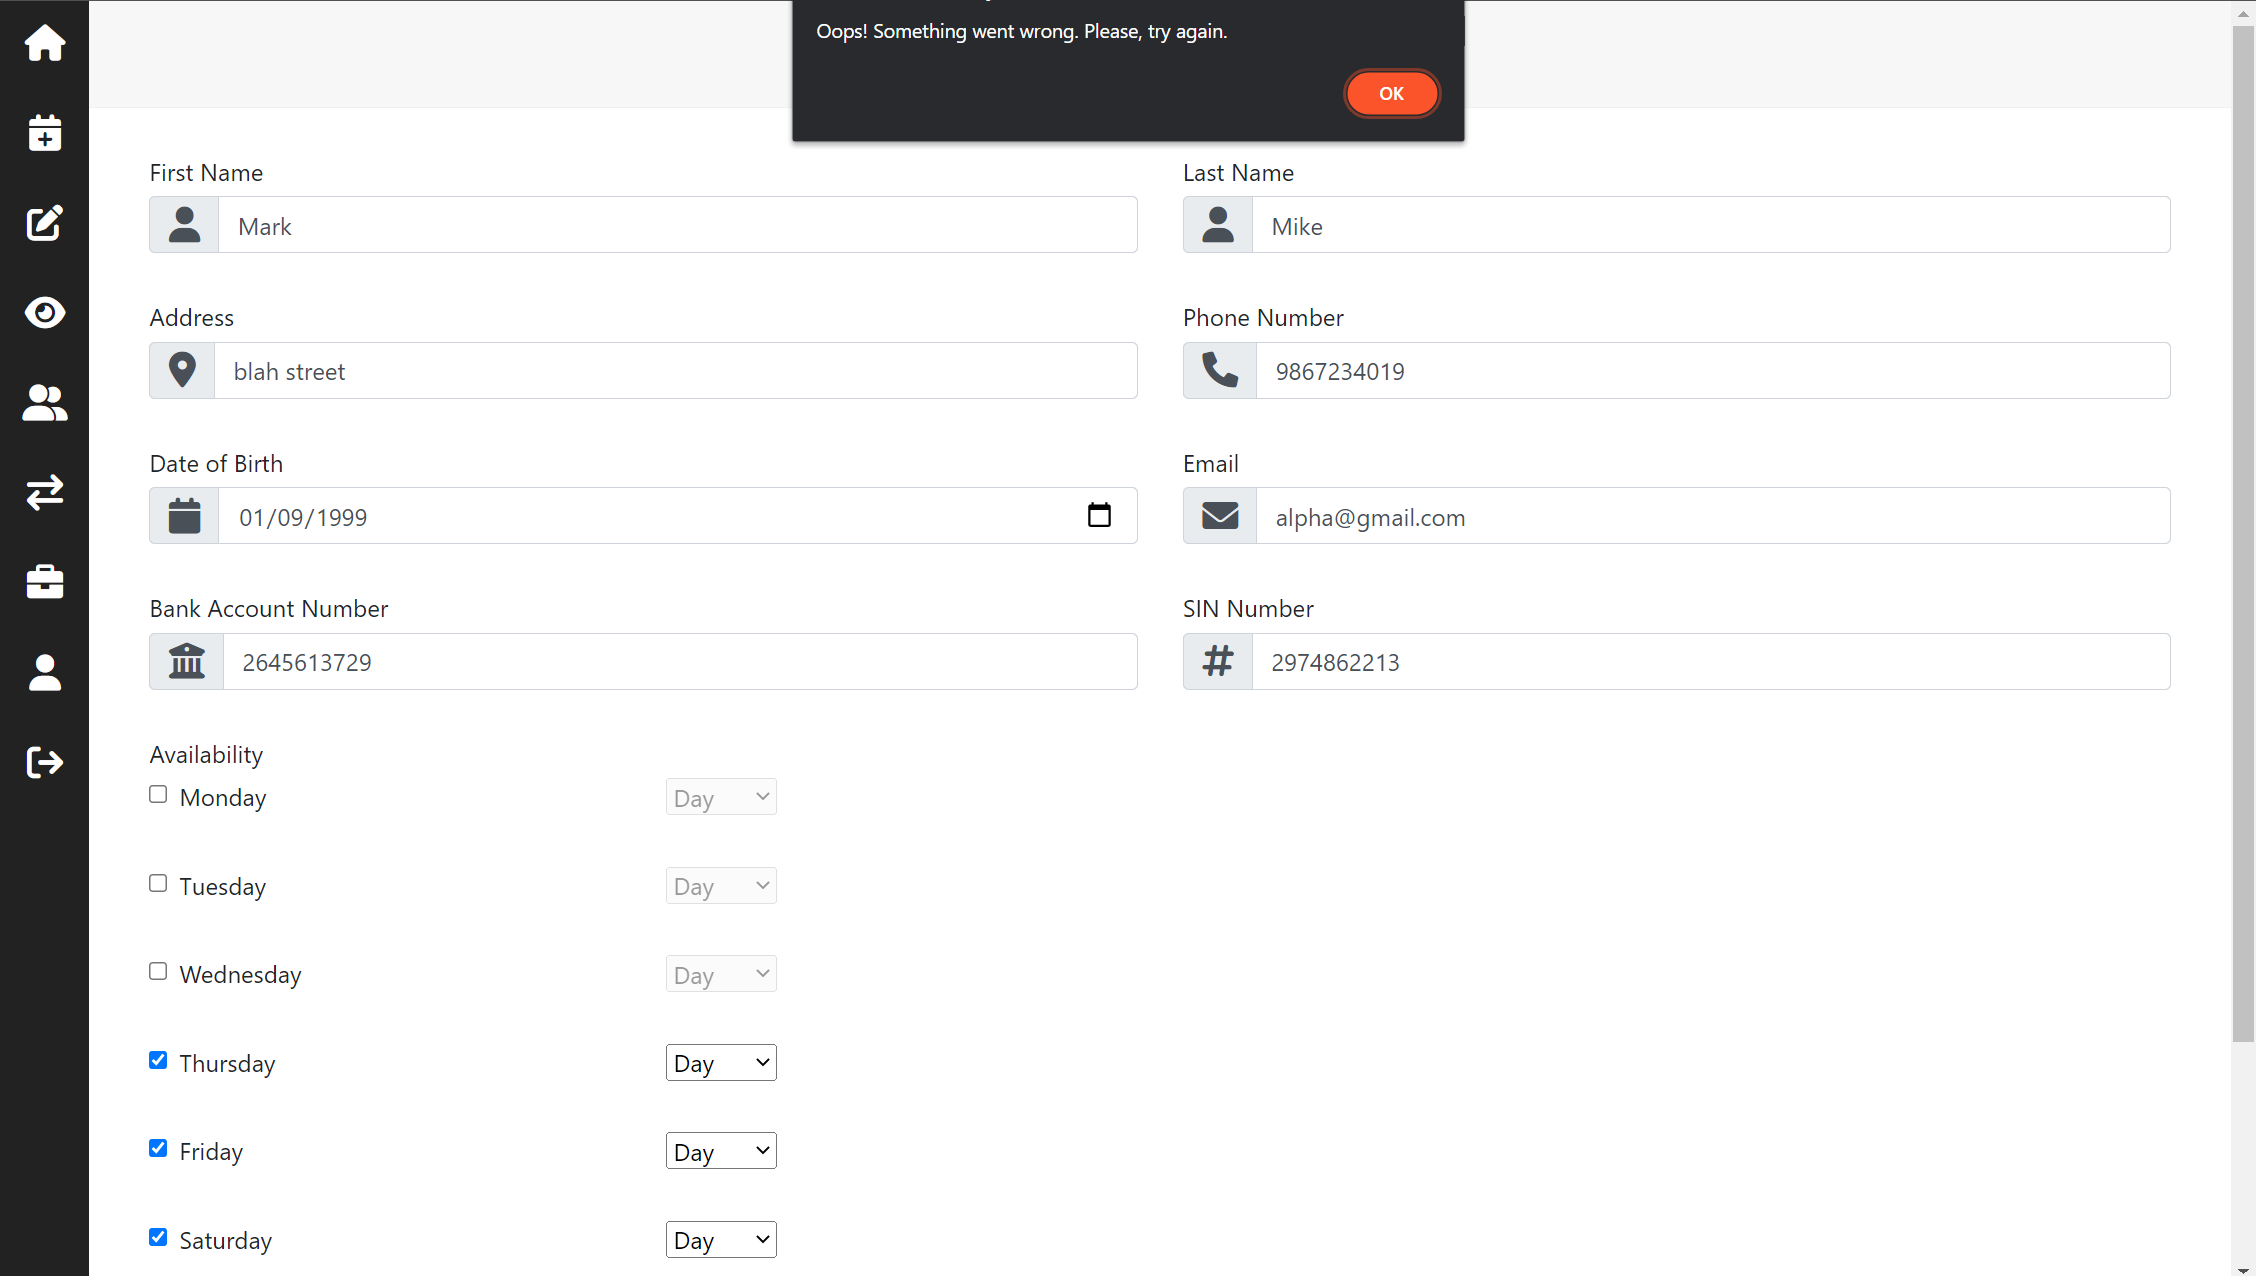 Oops! Something went wrong. Please, try again.
OK
First Name
Last Name
Mark
Mike
Address
Phone Number
blah street
9867234019
Date of Birth
Email
01/09/1999
alpha@gmail.com
Bank Account Number
SIN Number
2645613729
2974862213
Availability
Monday
Day
Tuesday
Day
Wednesday
Day
Thursday
Day
Friday
Day
Saturday
Day